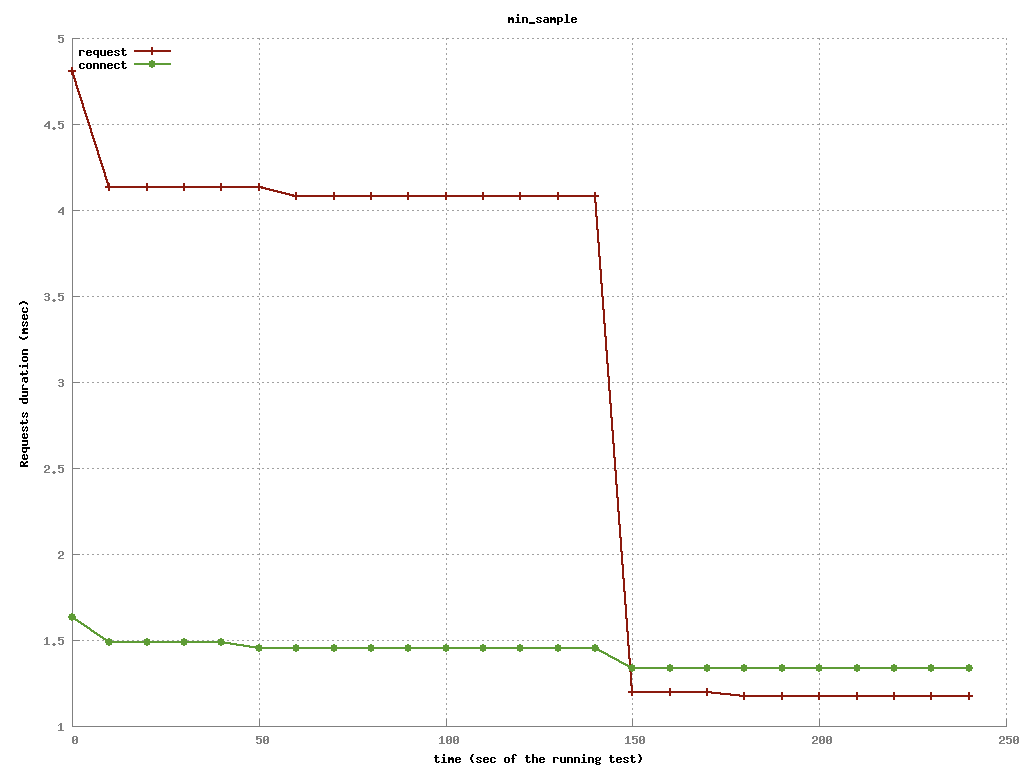 min_sample
request
connect
5
4.5
4
3.5
3
2.5
2
1.5
1
Requests duration (msec)
0 50 100 150 200 250
time (sec of the running test)